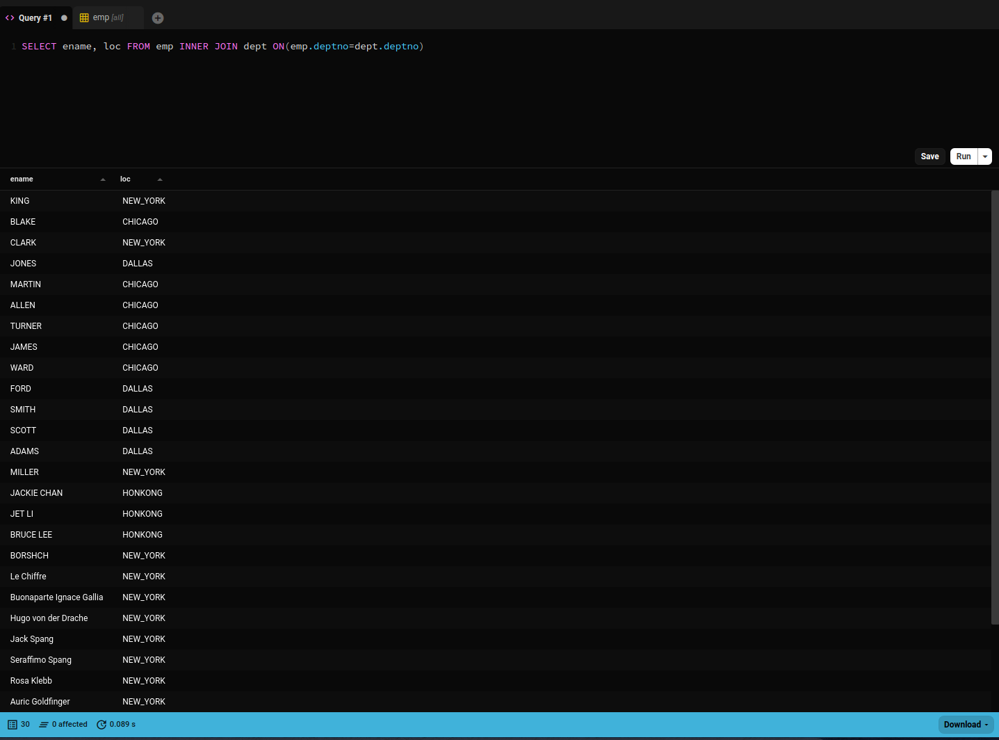 Query #1 emp [all]
1 SELECT ename, loc FROM emp INNER JOIN dept ON(emp.deptno=dept.deptno)
Save Run
ename loc
KING NEW_YORK
BLAKE CHICAGO
CLARK NEW_YORK
JONES DALLAS
MARTIN CHICAGO
ALLEN CHICAGO
TURNER CHICAGO
JAMES CHICAGO
WARD CHICAGO
FORD DALLAS
SMITH DALLAS
SCOTT DALLAS
ADAMS DALLAS
MILLER NEW_YORK
JACKIE CHAN HONKONG
JET LI HONKONG
BRUCE LEE HONKONG
BORSHCH NEW_YORK
Le Chiffre NEW_YORK
Buonaparte Ignace Gallia NEW_YORK
Hugo von der Drache NEW_YORK
Jack Spang NEW_YORK
Seraffimo Spang NEW_YORK
Rosa Klebb NEW_YORK
Auric Goldfinger NEW_YORK
30 0 affected 0.089 s Download